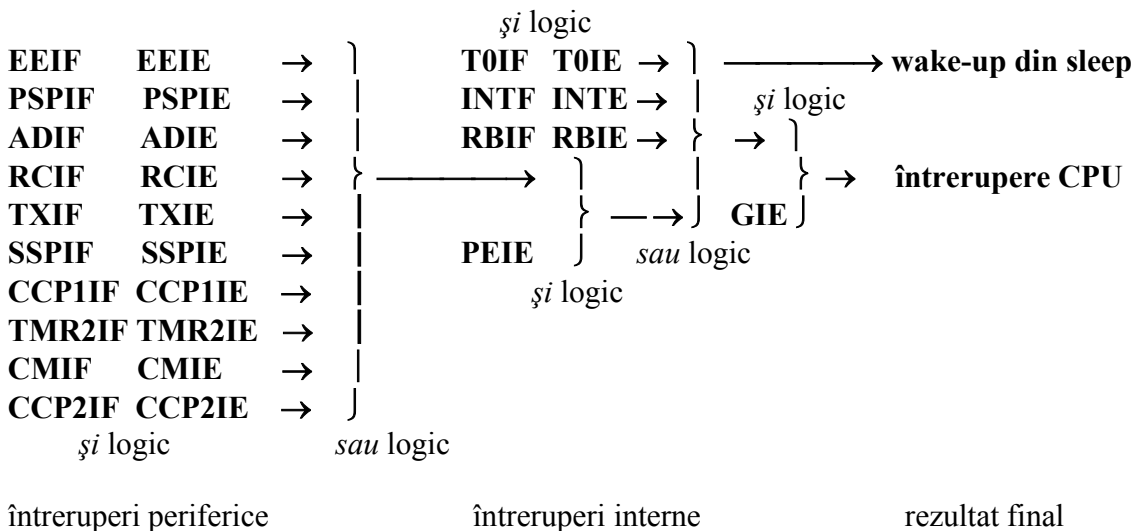 şi logic
EEIF EEIE → T0IF T0IE → → wake-up din sleep
PSPIF PSPIE → INTF INTE → şi logic
ADIF ADIE → RBIF RBIE → →
RCIF RCIE → → → întrerupere CPU
TXIF TXIE → → GIE
SSPIF SSPIE → PEIE sau logic
CCP1IF CCP1IE → şi logic
TMR2IF TMR2IE →
CMIF CMIE →
CCP2IF CCP2IE →
şi logic sau logic
întreruperi periferice întreruperi interne rezultat final